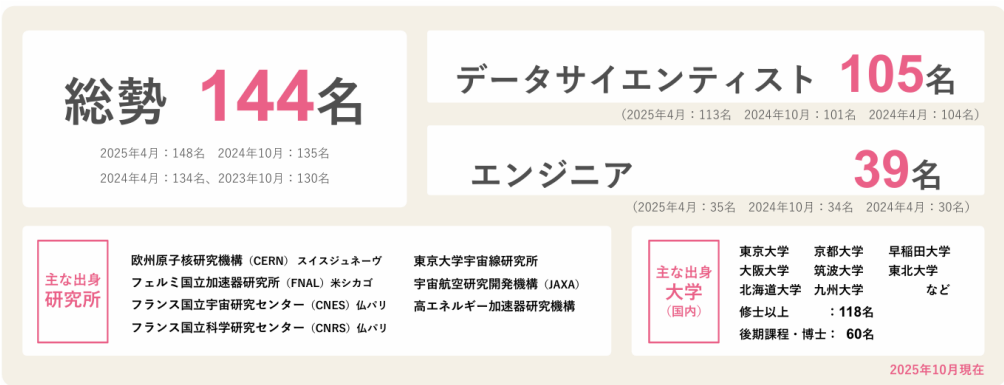 総勢 144名
2025年4月：148名　2024年10月：135名
2024年4月：134名、2023年10月：130名
データサイエンティスト 105名
（2025年4月：113名　2024年10月：101名　2024年4月：104名）
エンジニア 39名
（2025年4月：35名　2024年10月：34名　2024年4月：30名）
主な出身
研究所
欧州原子核研究機構（CERN） スイスジュネーヴ
フェルミ国立加速器研究所（FNAL）米シカゴ
フランス国立宇宙研究センター（CNES）仏パリ
フランス国立科学研究センター（CNRS）仏パリ
東京大学宇宙線研究所
宇宙航空研究開発機構（JAXA）
高エネルギー加速器研究機構
主な出身
大学
（国内）
東京大学　京都大学　早稲田大学
大阪大学　筑波大学　東北大学
北海道大学　九州大学　など
修士以上　：118名
後期課程・博士： 60名
2025年10月現在